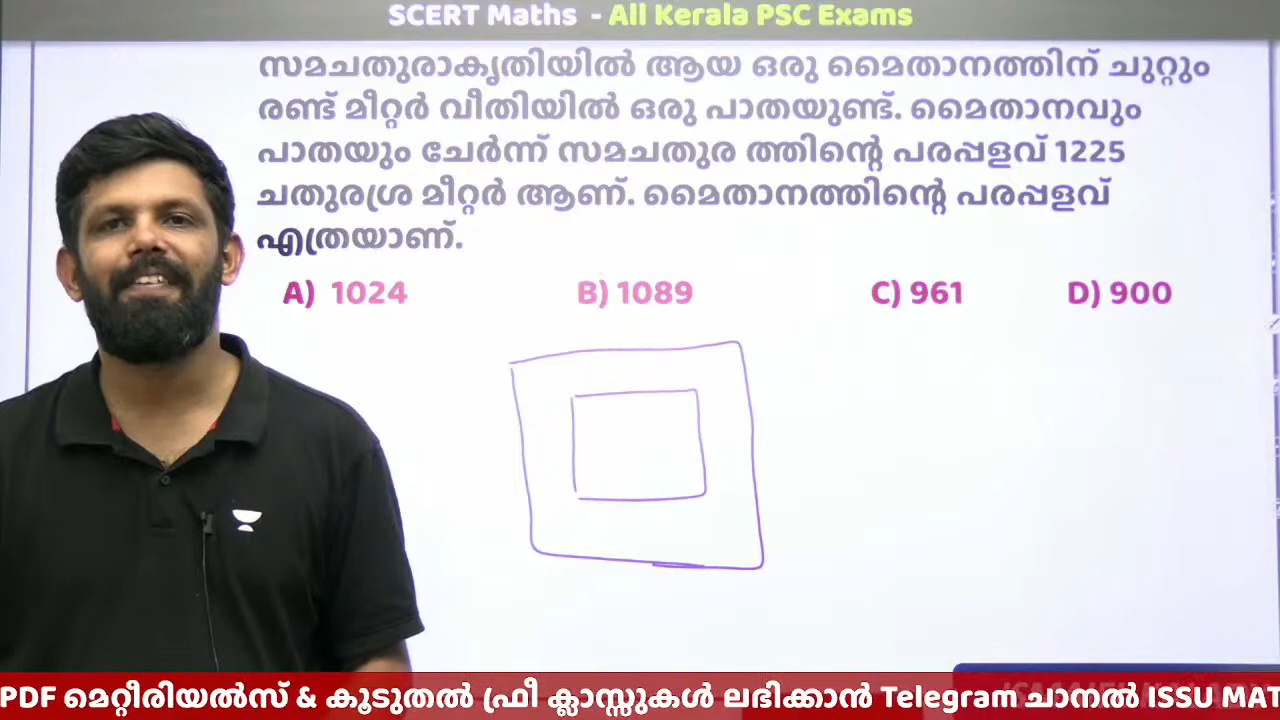 SCERT Maths - All Kerala PSC Exams
സമചതുരാകൃതിയിൽ ആയ ഒരു മൈതാനത്തിന് ചുറ്റും
രണ്ട് മീറ്റർ വീതിയിൽ ഒരു പാതയുണ്ട്. മൈതാനവും
പാതയും ചേർന്ന് സമചതുര ത്തിന്റെ പരപ്പളവ് 1225
ചതുരശ്ര മീറ്റർ ആണ്. മൈതാനത്തിന്റെ പരപ്പളവ്
എത്രയാണ്.
A) 1024 B) 1089 C) 961 D) 900
PDF മെറ്റീരിയൽസ് & കൂടുതൽ ഫ്രീ ക്ലാസ്സുകൾ ലഭിക്കാൻ Telegram ചാനൽ ISSU MAT